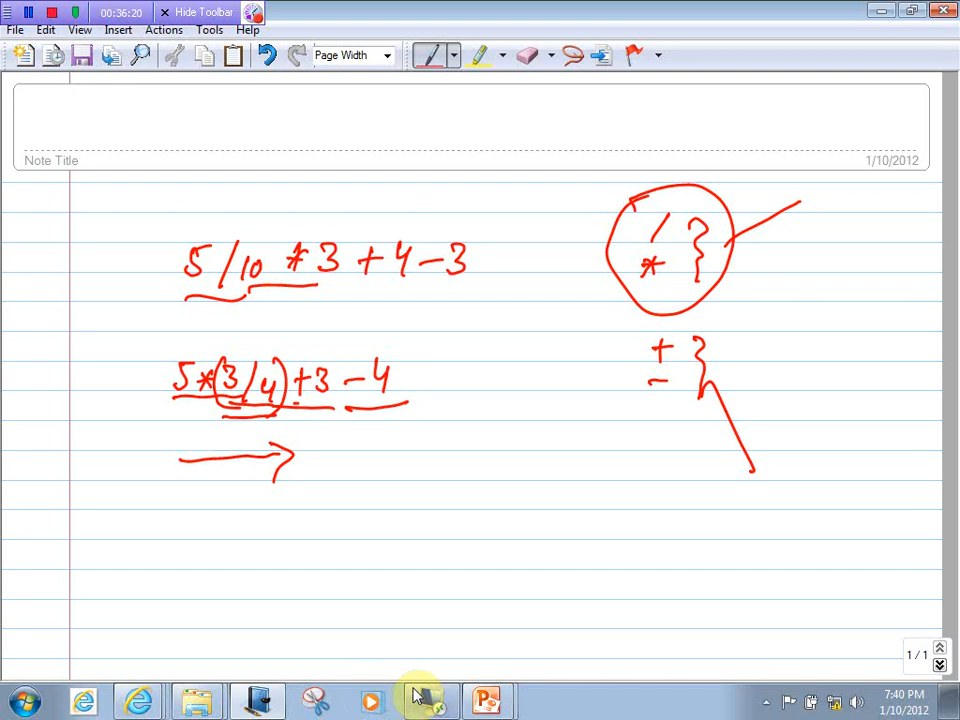 00:36:20 Hide Toolbar
File Edit View Insert Actions Tools Help
Page Width
Note Title 1/10/2012
5/10 * 3 + 4 - 3
/ }
*
+ }
-
5 * (3/4) + 3 - 4
1 / 1
7:40 PM
1/10/2012